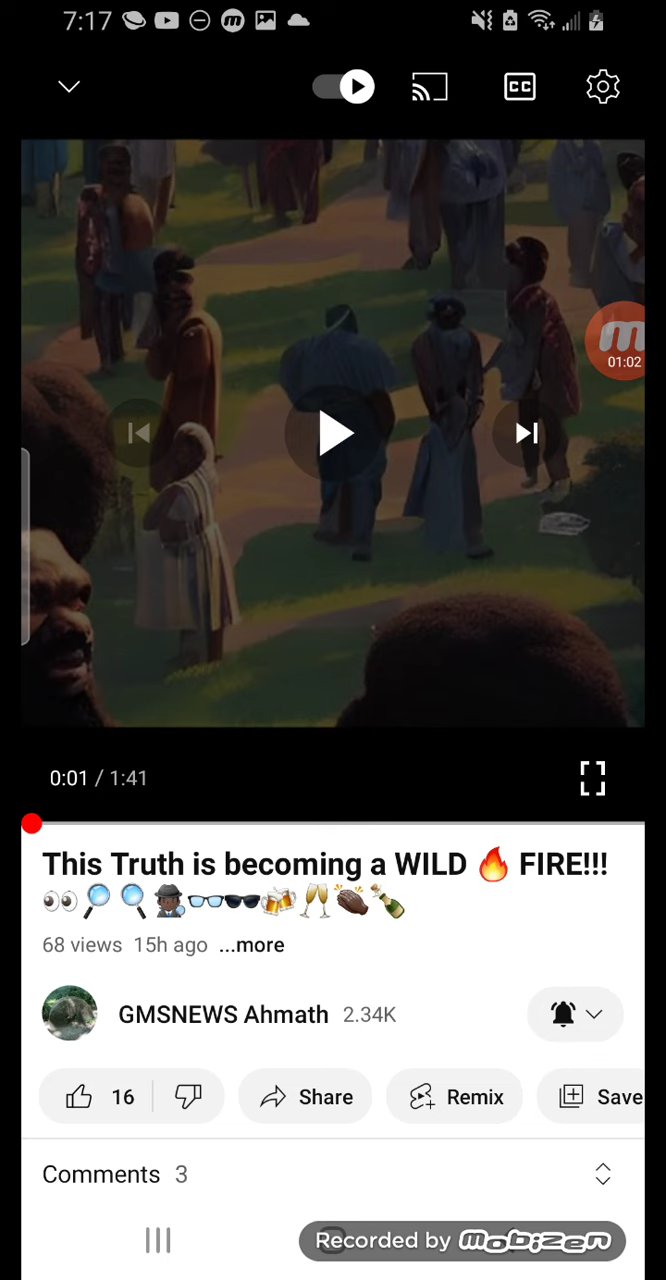 7:17
CC
01:02
0:01 / 1:41
This Truth is becoming a WILD 🔥 FIRE!!!
👀🔎🔍🕵🏿👓🕶🍻🥂👏🏿🍾
68 views 15h ago ...more
GMSNEWS Ahmath 2.34K
16 Share Remix Save
Comments 3
Recorded by mobizen